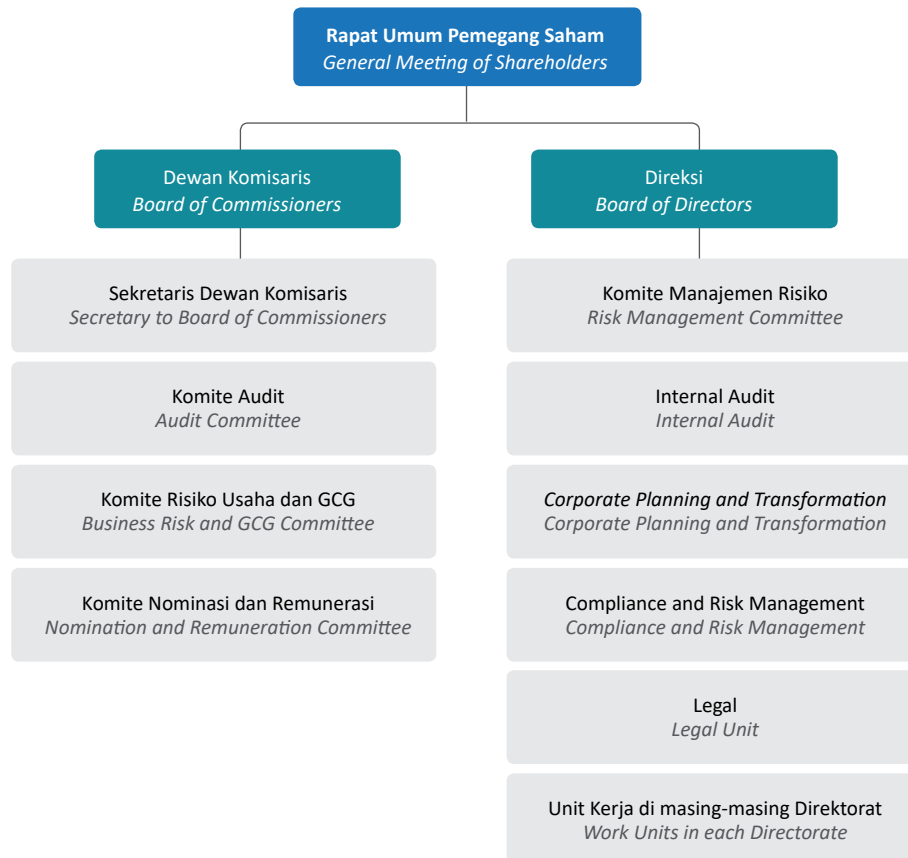 Rapat Umum Pemegang Saham
General Meeting of Shareholders
Dewan Komisaris
Board of Commissioners
Direksi
Board of Directors
Sekretaris Dewan Komisaris
Secretary to Board of Commissioners
Komite Audit
Audit Committee
Komite Risiko Usaha dan GCG
Business Risk and GCG Committee
Komite Nominasi dan Remunerasi
Nomination and Remuneration Committee
Komite Manajemen Risiko
Risk Management Committee
Internal Audit
Internal Audit
Corporate Planning and Transformation
Corporate Planning and Transformation
Compliance and Risk Management
Compliance and Risk Management
Legal
Legal Unit
Unit Kerja di masing-masing Direktorat
Work Units in each Directorate